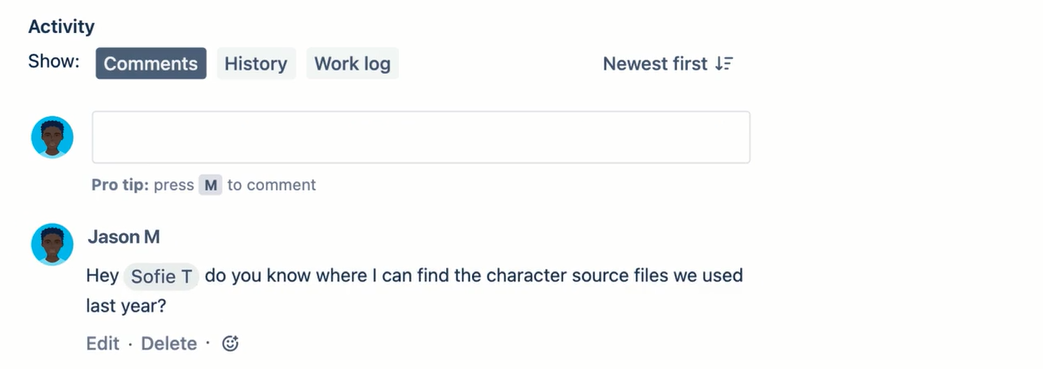 Activity
Show: Comments History Work log Newest first
Pro tip: press M to comment
Jason M
Hey Sofie T do you know where I can find the character source files we used
last year?
Edit · Delete ·